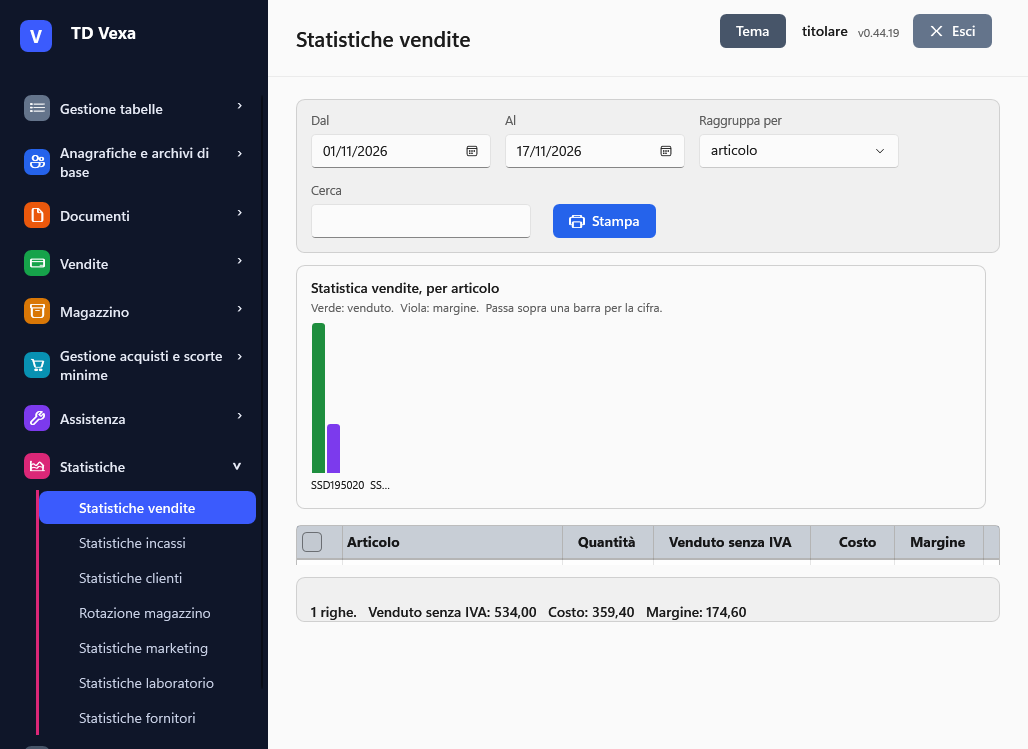 V
TD Vexa
Gestione tabelle
Anagrafiche e archivi di
base
Documenti
Vendite
Magazzino
Gestione acquisti e scorte
minime
Assistenza
Statistiche
Statistiche vendite
Statistiche incassi
Statistiche clienti
Rotazione magazzino
Statistiche marketing
Statistiche laboratorio
Statistiche fornitori
Statistiche vendite
Tema
titolare
v0.44.19
Esci
Dal
Al
Raggruppa per
01/11/2026
17/11/2026
articolo
Cerca
Stampa
Statistica vendite, per articolo
Verde: venduto. Viola: margine. Passa sopra una barra per la cifra.
SSD195020 SS...
Articolo Quantità Venduto senza IVA Costo Margine
1 righe. Venduto senza IVA: 534,00 Costo: 359,40 Margine: 174,60